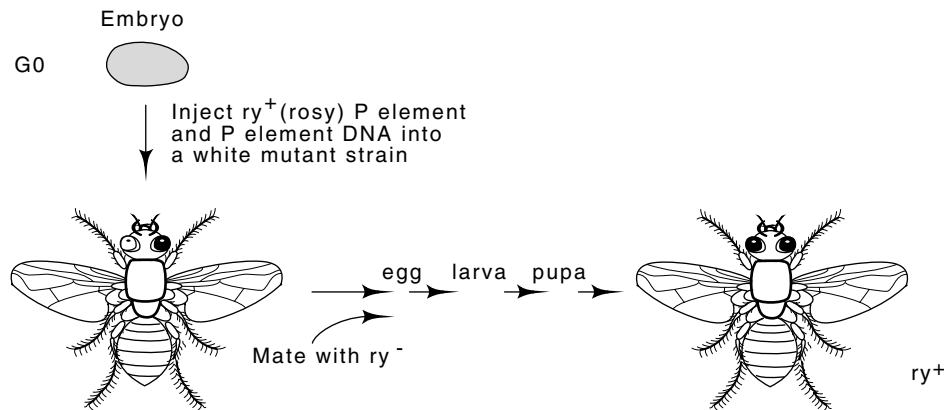 Embryo
G0
Inject ry⁺(rosy) P element
and P element DNA into
a white mutant strain
egg larva pupa
Mate with ry⁻
ry⁺